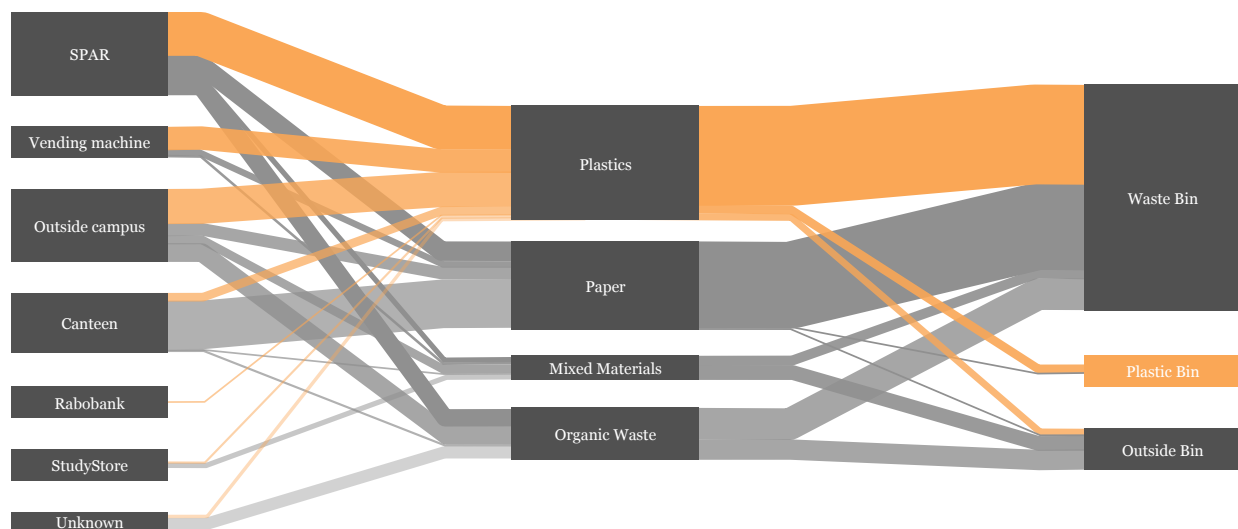 SPAR
Vending machine
Outside campus
Canteen
Rabobank
StudyStore
Unknown
Plastics
Paper
Mixed Materials
Organic Waste
Waste Bin
Plastic Bin
Outside Bin